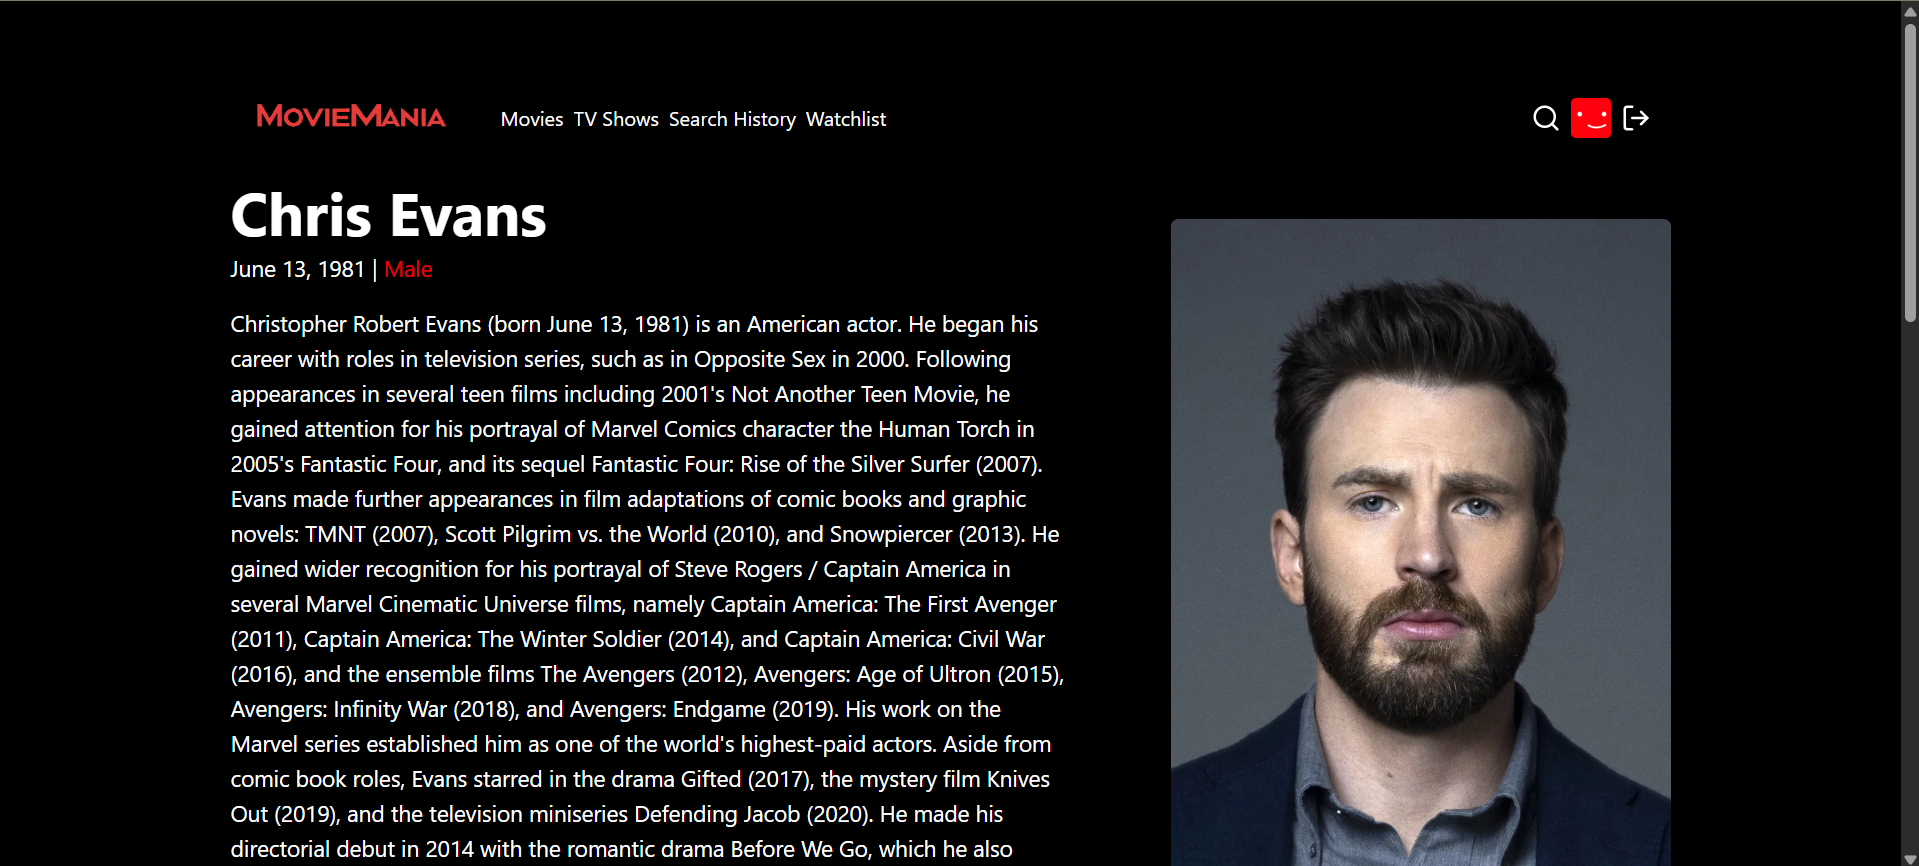 MOVIEMANIA
Movies TV Shows Search History Watchlist
Chris Evans
June 13, 1981 | Male
Christopher Robert Evans (born June 13, 1981) is an American actor. He began his
career with roles in television series, such as in Opposite Sex in 2000. Following
appearances in several teen films including 2001's Not Another Teen Movie, he
gained attention for his portrayal of Marvel Comics character the Human Torch in
2005's Fantastic Four, and its sequel Fantastic Four: Rise of the Silver Surfer (2007).
Evans made further appearances in film adaptations of comic books and graphic
novels: TMNT (2007), Scott Pilgrim vs. the World (2010), and Snowpiercer (2013). He
gained wider recognition for his portrayal of Steve Rogers / Captain America in
several Marvel Cinematic Universe films, namely Captain America: The First Avenger
(2011), Captain America: The Winter Soldier (2014), and Captain America: Civil War
(2016), and the ensemble films The Avengers (2012), Avengers: Age of Ultron (2015),
Avengers: Infinity War (2018), and Avengers: Endgame (2019). His work on the
Marvel series established him as one of the world's highest-paid actors. Aside from
comic book roles, Evans starred in the drama Gifted (2017), the mystery film Knives
Out (2019), and the television miniseries Defending Jacob (2020). He made his
directorial debut in 2014 with the romantic drama Before We Go, which he also